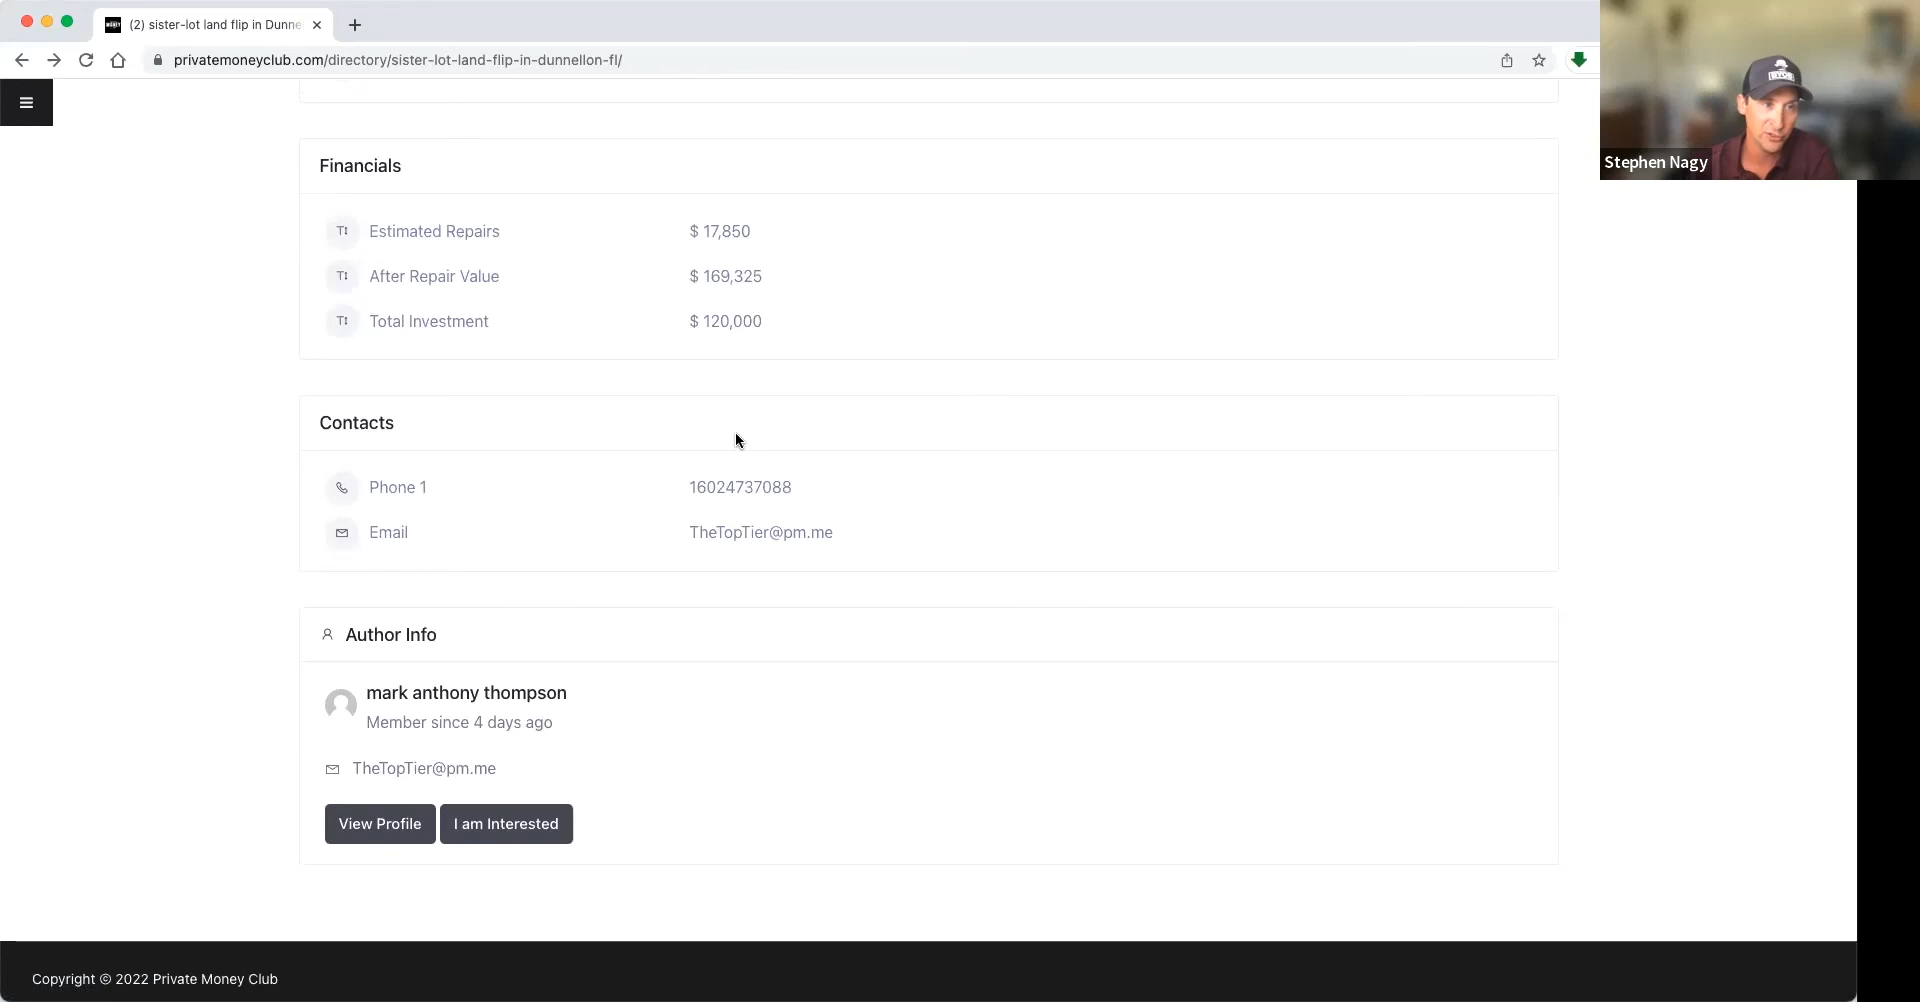 (2) sister-lot land flip in Dunne
privatemoneyclub.com/directory/sister-lot-land-flip-in-dunnellon-fl/
Stephen Nagy
Financials
Estimated Repairs $ 17,850
After Repair Value $ 169,325
Total Investment $ 120,000
Contacts
Phone 1 16024737088
Email TheTopTier@pm.me
Author Info
mark anthony thompson
Member since 4 days ago
TheTopTier@pm.me
View Profile I am Interested
Copyright © 2022 Private Money Club